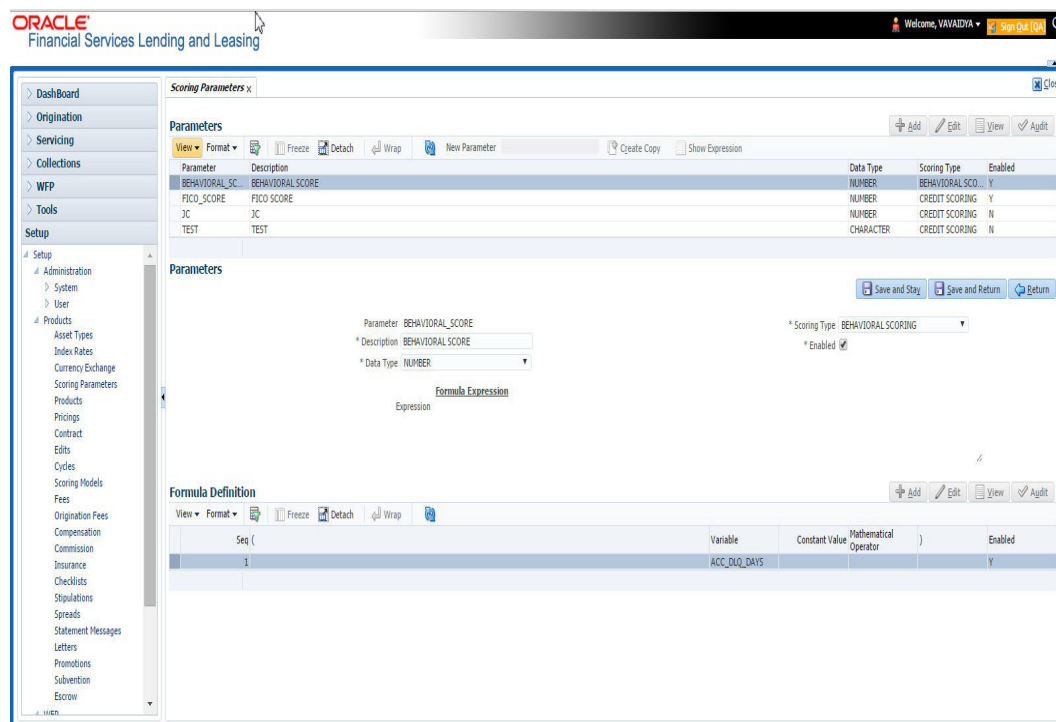 ORACLE
Financial Services Lending and Leasing
Welcome, VAVAIDYA
Sign Out [QA]
DashBoard
Origination
Servicing
Collections
WFP
Tools
Setup
Setup
Administration
System
User
Products
Asset Types
Index Rates
Currency Exchange
Scoring Parameters
Products
Pricings
Contract
Edits
Cycles
Scoring Models
Fees
Origination Fees
Compensation
Commission
Insurance
Checklists
Stipulations
Spreads
Statement Messages
Letters
Promotions
Subvention
Escrow
WFP
Scoring Parameters x
Clos
Parameters
Add Edit View Audit
View Format Freeze Detach Wrap New Parameter Create Copy Show Expression
Parameter Description Data Type Scoring Type Enabled
BEHAVIORAL_SC... BEHAVIORAL SCORE NUMBER BEHAVIORAL SCO... Y
FICO_SCORE FICO SCORE NUMBER CREDIT SCORING Y
JC JC NUMBER CREDIT SCORING N
TEST TEST CHARACTER CREDIT SCORING N
Parameters
Save and Stay Save and Return Return
Parameter BEHAVIORAL_SCORE
* Description BEHAVIORAL SCORE
* Data Type NUMBER
* Scoring Type BEHAVIORAL SCORING
* Enabled
Formula Expression
Expression
Formula Definition
Add Edit View Audit
View Format Freeze Detach Wrap
Seq ( Variable Constant Value Mathematical Operator ) Enabled
1 ACC_DLQ_DAYS Y